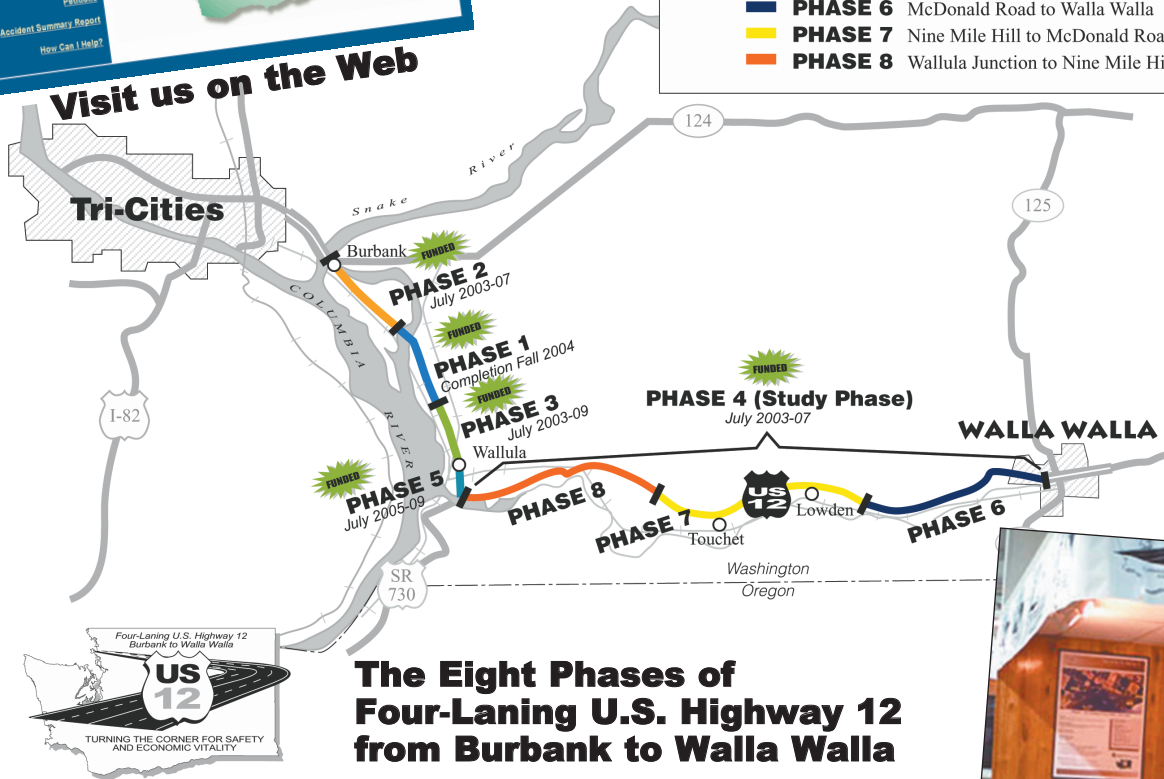 Accident Summary Report
How Can I Help?
Visit us on the Web
PHASE 6 McDonald Road to Walla Walla
PHASE 7 Nine Mile Hill to McDonald
PHASE 8 Wallula Junction to Nine Mile
124
125
Tri-Cities
Snake River
Burbank
FUNDED
PHASE 2
July 2003-07
COLUMBIA RIVER
FUNDED
PHASE 1
Completion Fall 2004
FUNDED
PHASE 3
July 2003-09
Wallula
FUNDED
PHASE 4 (Study Phase)
July 2003-07
WALLA WALLA
I-82
FUNDED
PHASE 5
July 2005-09
PHASE 8
PHASE 7
US
12
Lowden
Touchet
PHASE 6
Washington
Oregon
SR
730
Four-Laning U.S. Highway 12
Burbank to Walla Walla
US
12
TURNING THE CORNER FOR SAFETY
AND ECONOMIC VITALITY
The Eight Phases of
Four-Laning U.S. Highway 12
from Burbank to Walla Walla